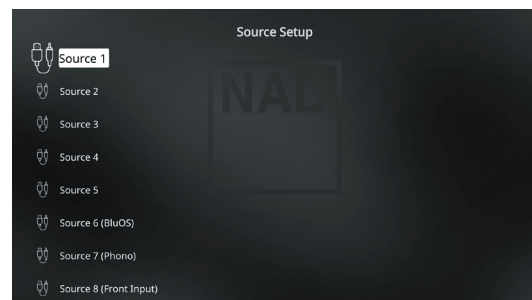 Source Setup
Source 1
NAD
Source 2
Source 3
Source 4
Source 5
Source 6 (BluOS)
Source 7 (Phono)
Source 8 (Front Input)